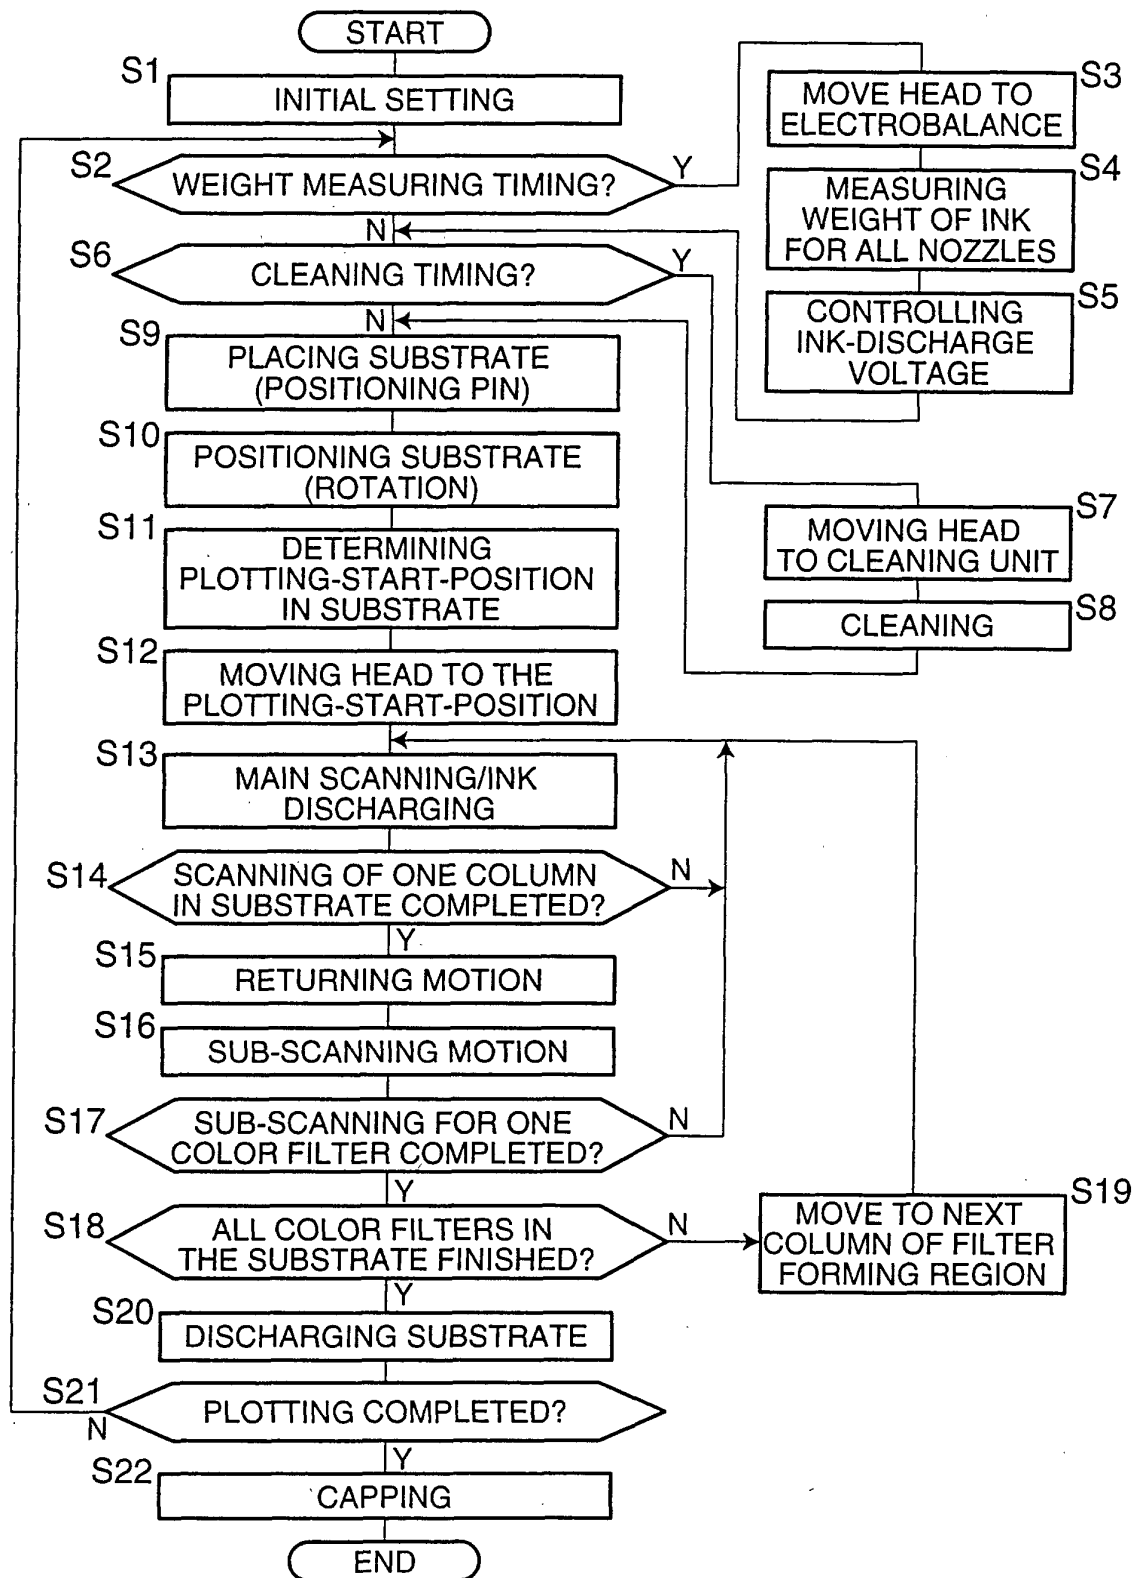 START
S1
INITIAL SETTING
S2
WEIGHT MEASURING TIMING?
Y
N
S3
MOVE HEAD TO
ELECTROBALANCE
S4
MEASURING
WEIGHT OF INK
FOR ALL NOZZLES
S5
CONTROLLING
INK-DISCHARGE
VOLTAGE
S6
CLEANING TIMING?
Y
N
S7
MOVING HEAD
TO CLEANING UNIT
S8
CLEANING
S9
PLACING SUBSTRATE
(POSITIONING PIN)
S10
POSITIONING SUBSTRATE
(ROTATION)
S11
DETERMINING
PLOTTING-START-POSITION
IN SUBSTRATE
S12
MOVING HEAD TO THE
PLOTTING-START-POSITION
S13
MAIN SCANNING/INK
DISCHARGING
S14
SCANNING OF ONE COLUMN
IN SUBSTRATE COMPLETED?
N
Y
S15
RETURNING MOTION
S16
SUB-SCANNING MOTION
S17
SUB-SCANNING FOR ONE
COLOR FILTER COMPLETED?
N
Y
S18
ALL COLOR FILTERS IN
THE SUBSTRATE FINISHED?
N
Y
S19
MOVE TO NEXT
COLUMN OF FILTER
FORMING REGION
S20
DISCHARGING SUBSTRATE
S21
PLOTTING COMPLETED?
N
Y
S22
CAPPING
END